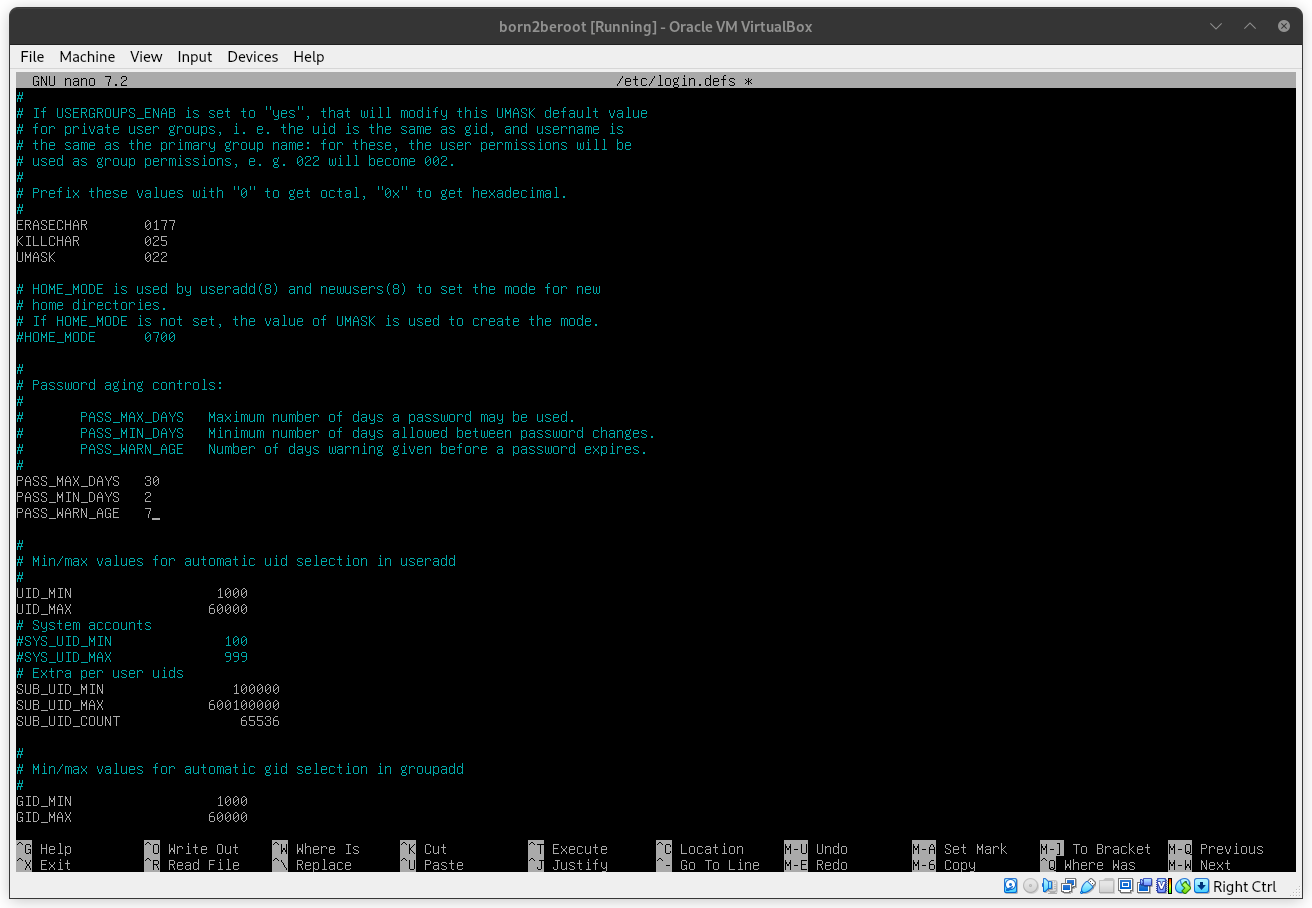 born2beroot [Running] - Oracle VM VirtualBox
File Machine View Input Devices Help
GNU nano 7.2 /etc/login.defs *
#
# If USERGROUPS_ENAB is set to "yes", that will modify this UMASK default value
# for private user groups, i. e. the uid is the same as gid, and username is
# the same as the primary group name: for these, the user permissions will be
# used as group permissions, e. g. 022 will become 002.
#
# Prefix these values with "0" to get octal, "0x" to get hexadecimal.
#
ERASECHAR 0177
KILLCHAR 025
UMASK 022
# HOME_MODE is used by useradd(8) and newusers(8) to set the mode for new
# home directories.
# If HOME_MODE is not set, the value of UMASK is used to create the mode.
#HOME_MODE 0700
#
# Password aging controls:
#
# PASS_MAX_DAYS Maximum number of days a password may be used.
# PASS_MIN_DAYS Minimum number of days allowed between password changes.
# PASS_WARN_AGE Number of days warning given before a password expires.
#
PASS_MAX_DAYS 30
PASS_MIN_DAYS 2
PASS_WARN_AGE 7_
#
# Min/max values for automatic uid selection in useradd
#
UID_MIN 1000
UID_MAX 60000
# System accounts
#SYS_UID_MIN 100
#SYS_UID_MAX 999
# Extra per user uids
SUB_UID_MIN 100000
SUB_UID_MAX 600100000
SUB_UID_COUNT 65536
#
# Min/max values for automatic gid selection in groupadd
#
GID_MIN 1000
GID_MAX 60000
^G Help ^O Write Out ^W Where Is ^K Cut ^T Execute ^C Location M-U Undo M-A Set Mark M-] To Bracket M-Q Previous
^X Exit ^R Read File ^\ Replace ^U Paste ^J Justify ^- Go To Line M-E Redo M-6 Copy ^Q Where Was M-W Next
Right Ctrl